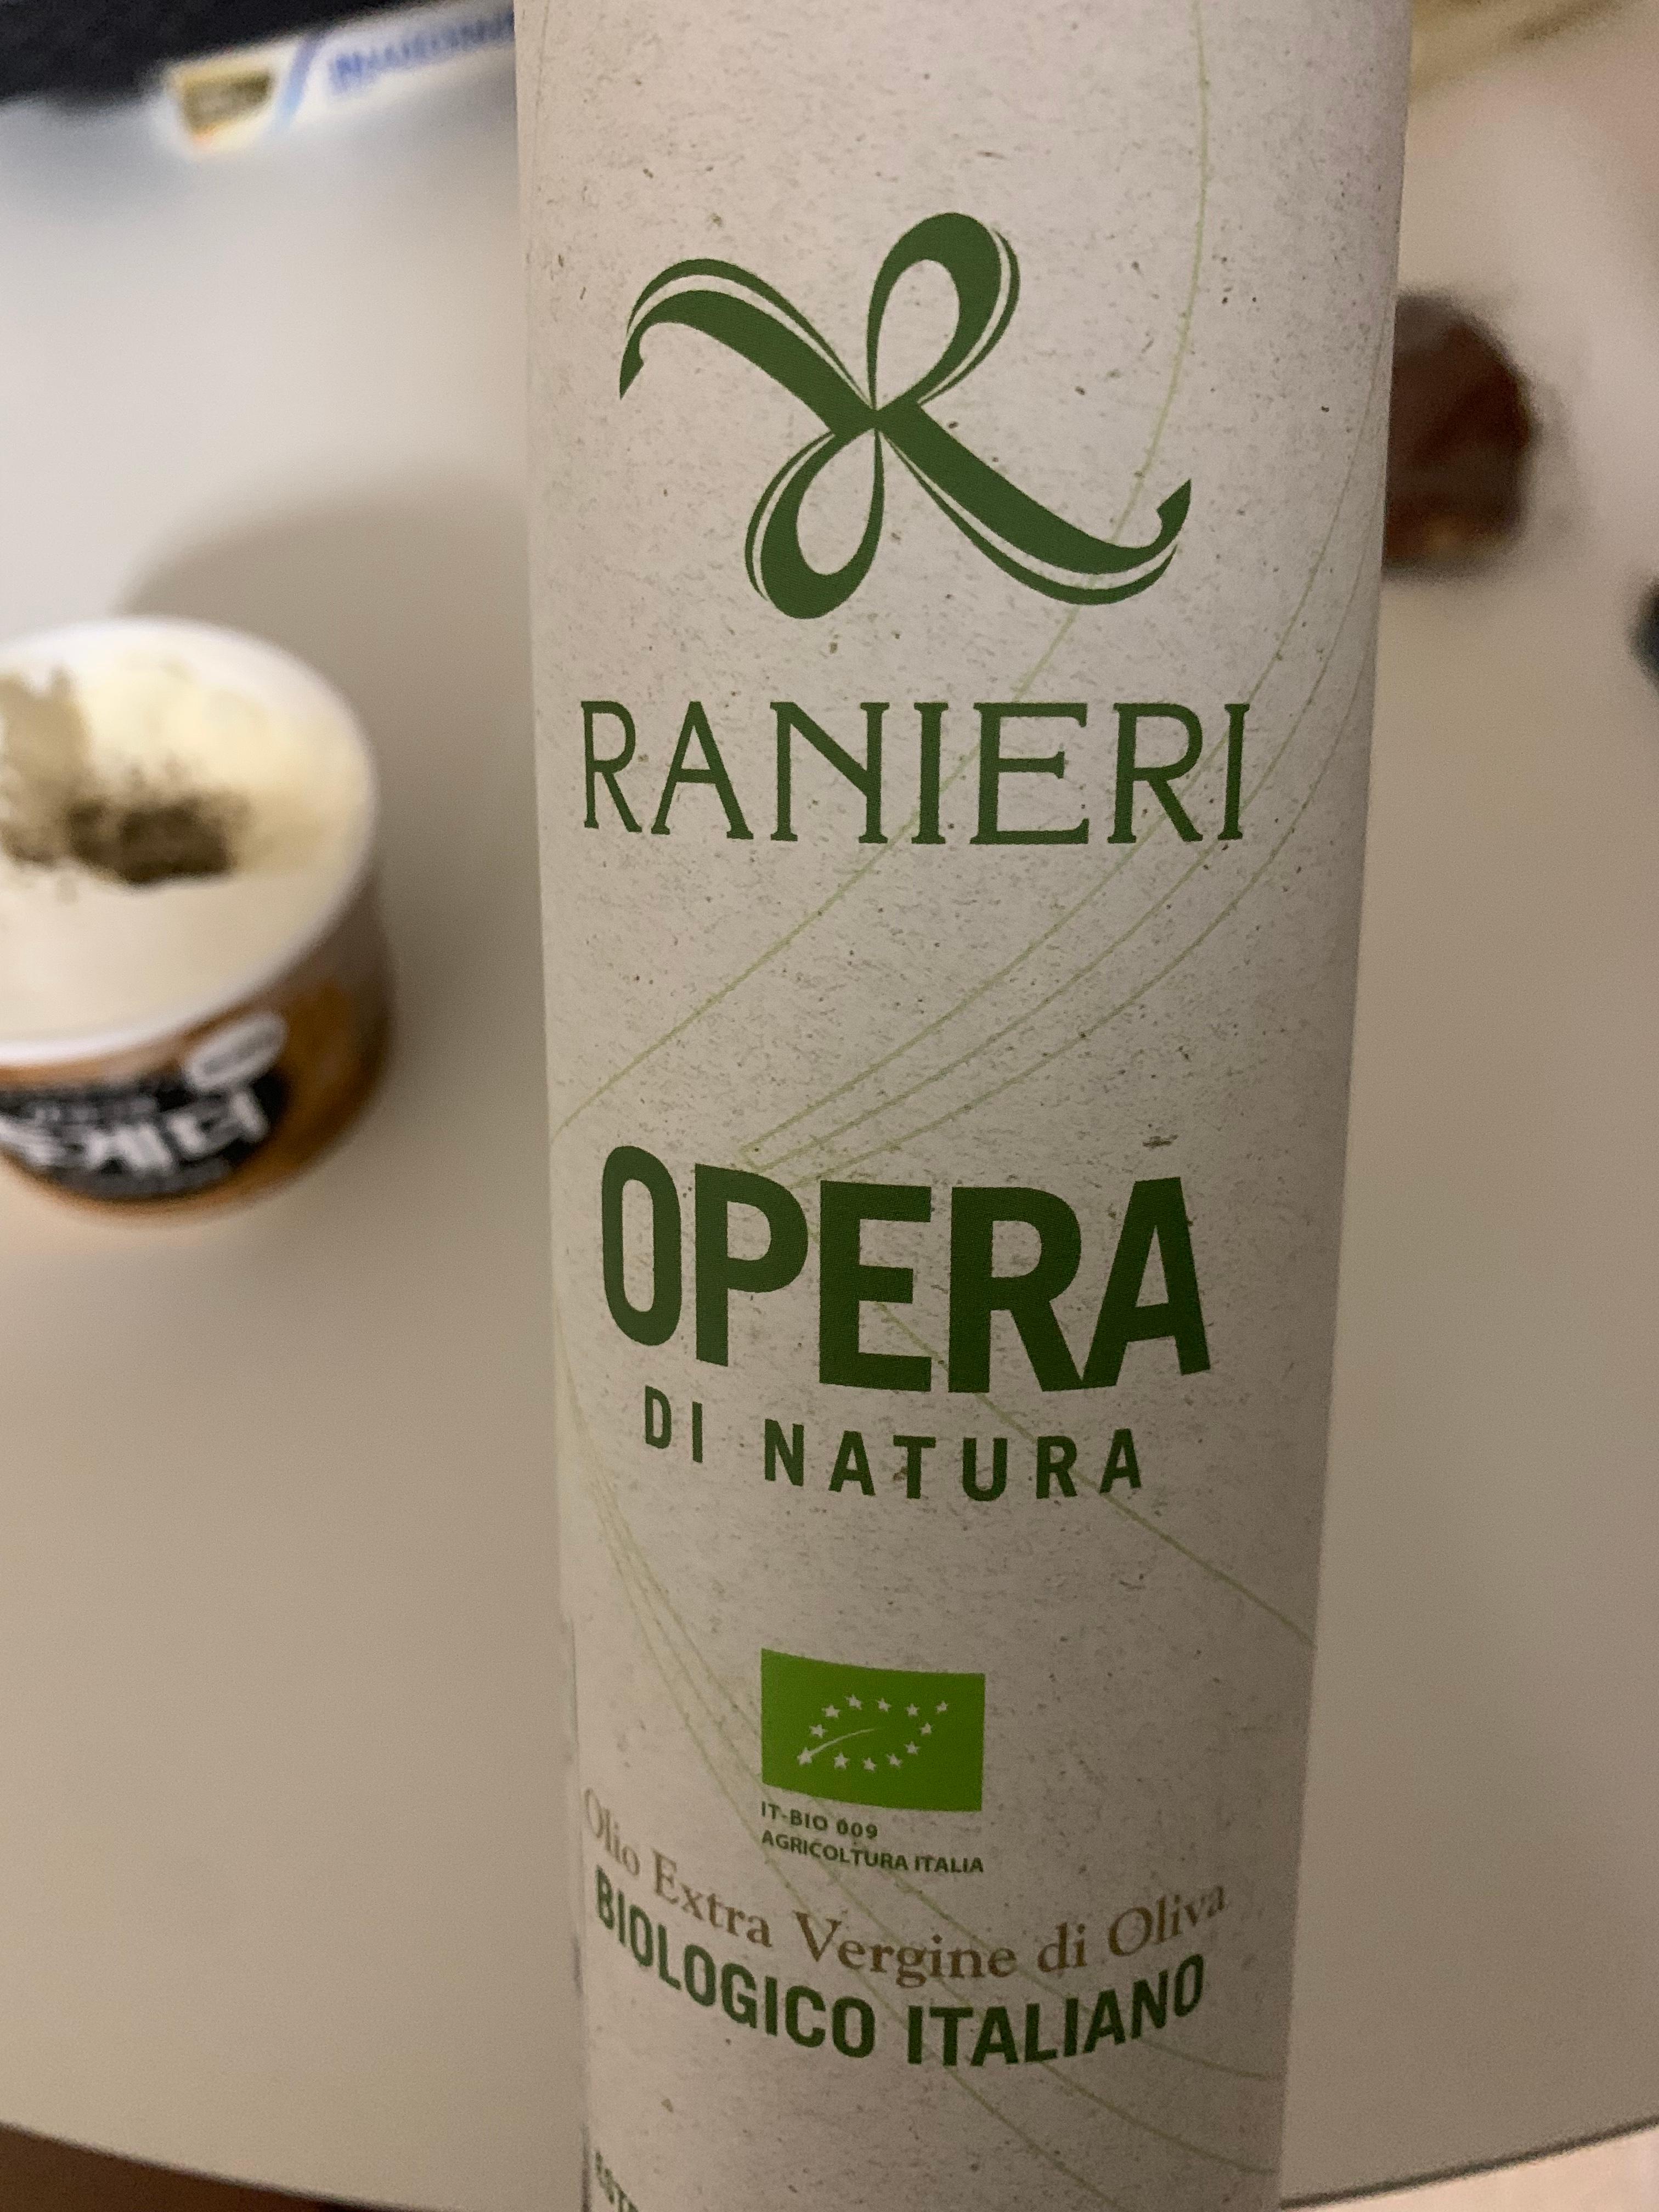 RANIERI
OPERA
DI NATURA
IT-BIO 009
AGRICOLTURA ITALIA
Olio Extra Vergine di Oliva
BIOLOGICO ITALIANO